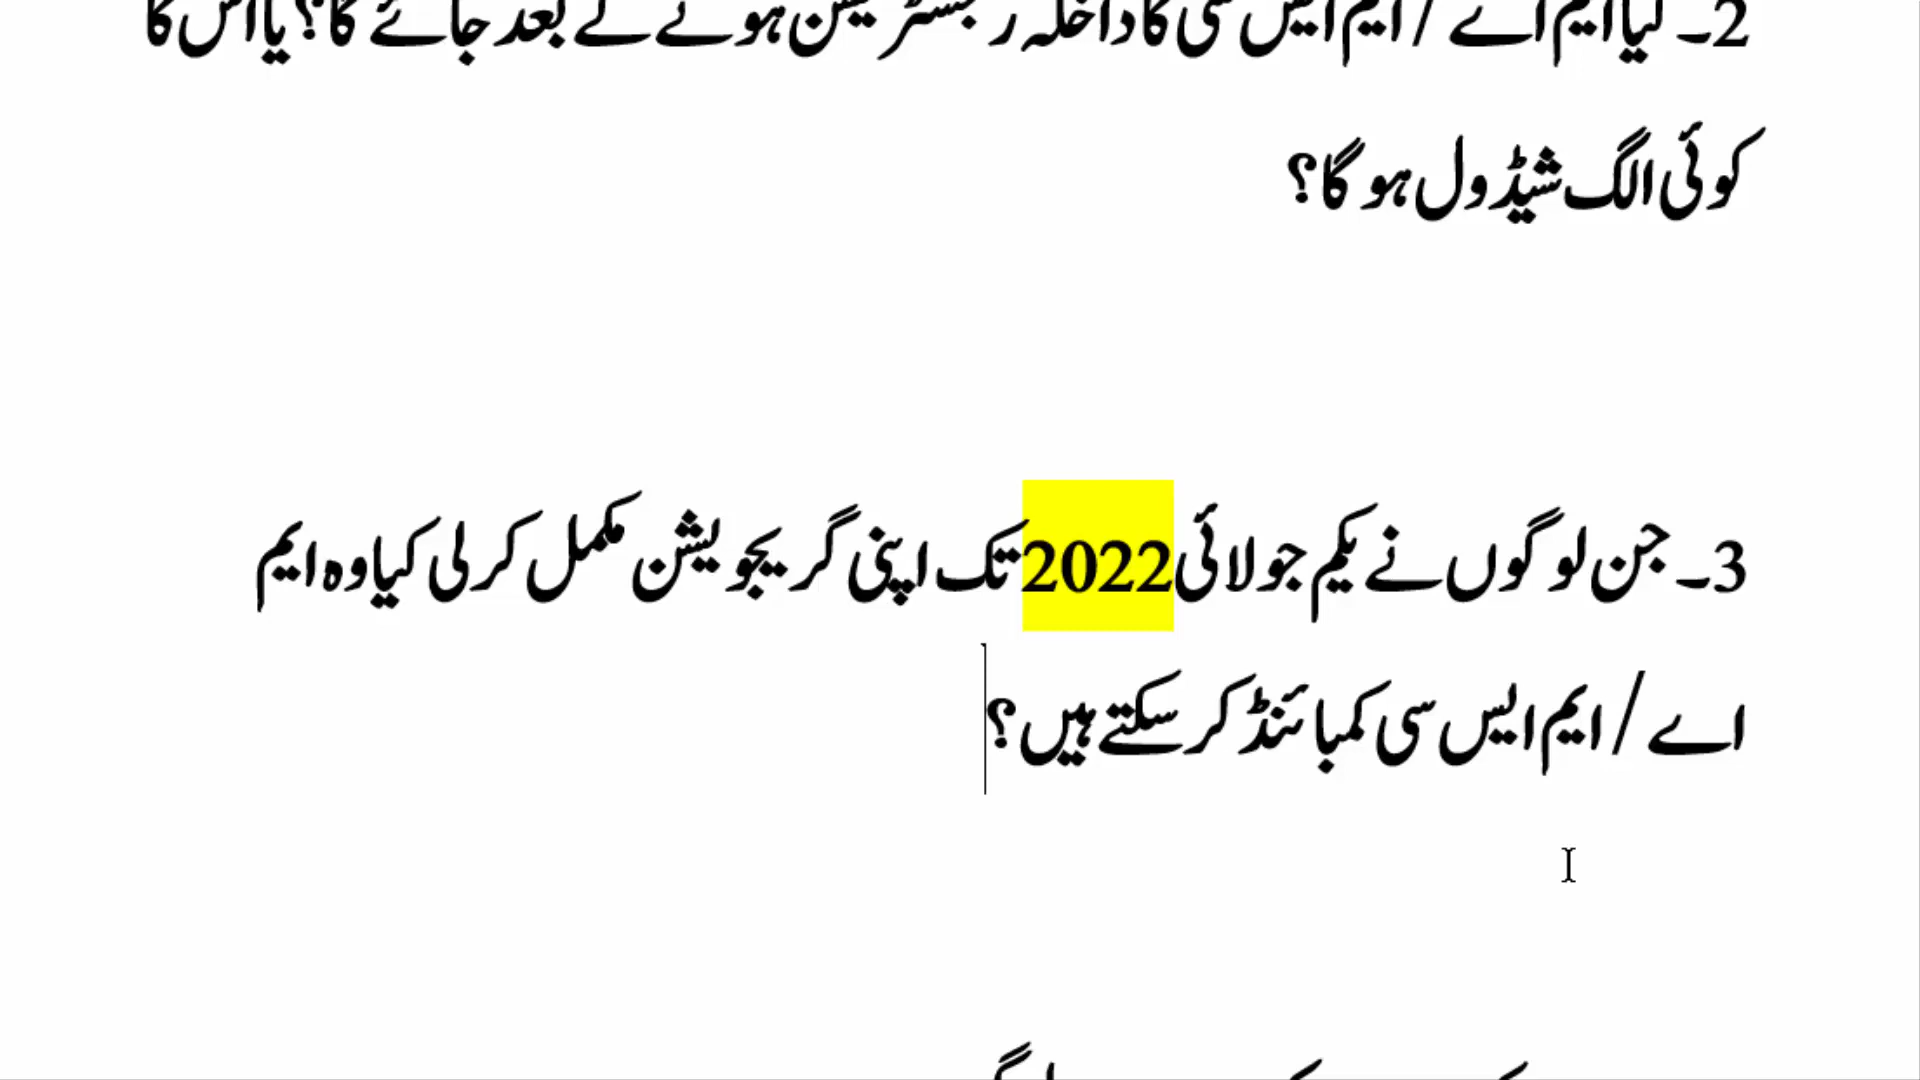 2۔ کیا ایم اے / ایم ایس سی کا داخلہ رجسٹریشن ہونے کے بعد جائے گا؟ یا اس کا
کوئی الگ شیڈول ہو گا؟
3۔ جن لوگوں نے یکم جولائی 2022 تک اپنی گریجویشن مکمل کر لی کیا وہ ایم
اے / ایم ایس سی کمبائنڈ کر سکتے ہیں؟